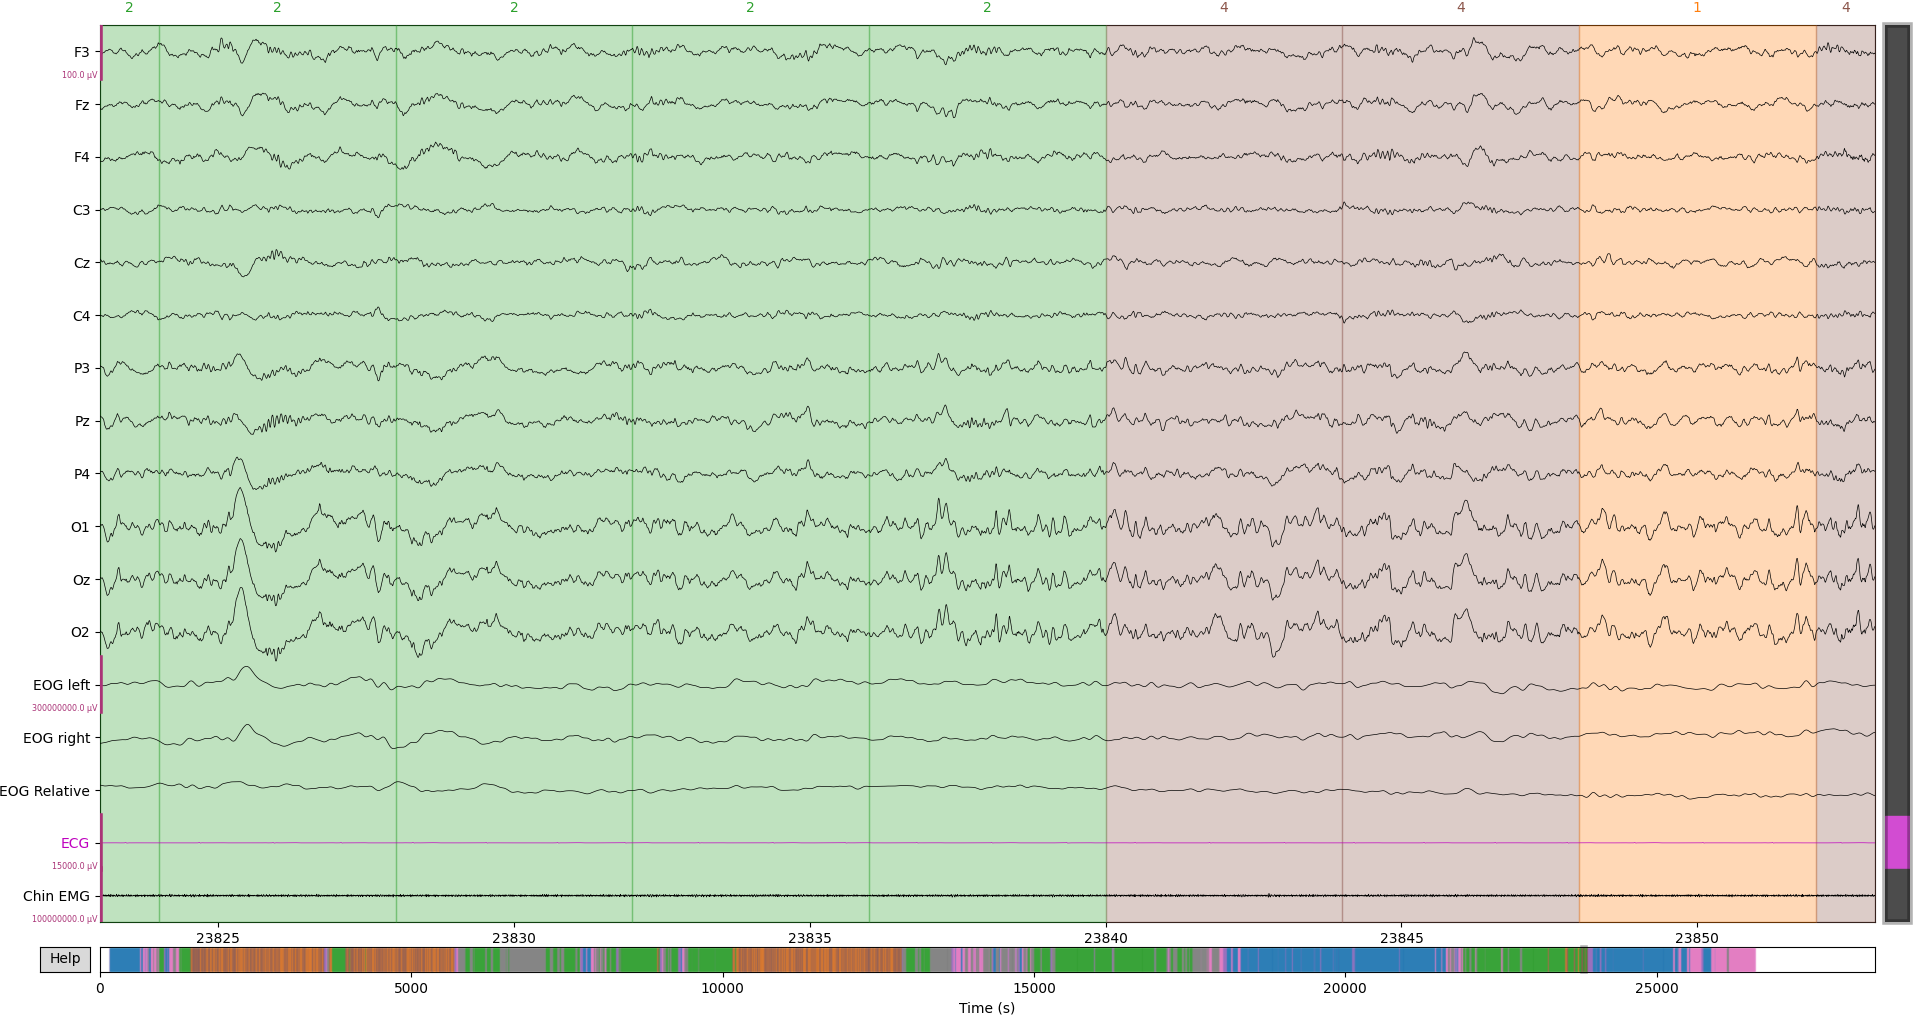 2 2 2 2 2 4 4 1 4
F3
100.0 µV
Fz
F4
C3
Cz
C4
P3
Pz
P4
O1
Oz
O2
EOG left
300000000.0 µV
EOG right
EOG Relative
ECG
15000.0 µV
Chin EMG
100000000.0 µV
23825 23830 23835 23840 23845 23850
Help
0 5000 10000 15000 20000 25000
Time (s)